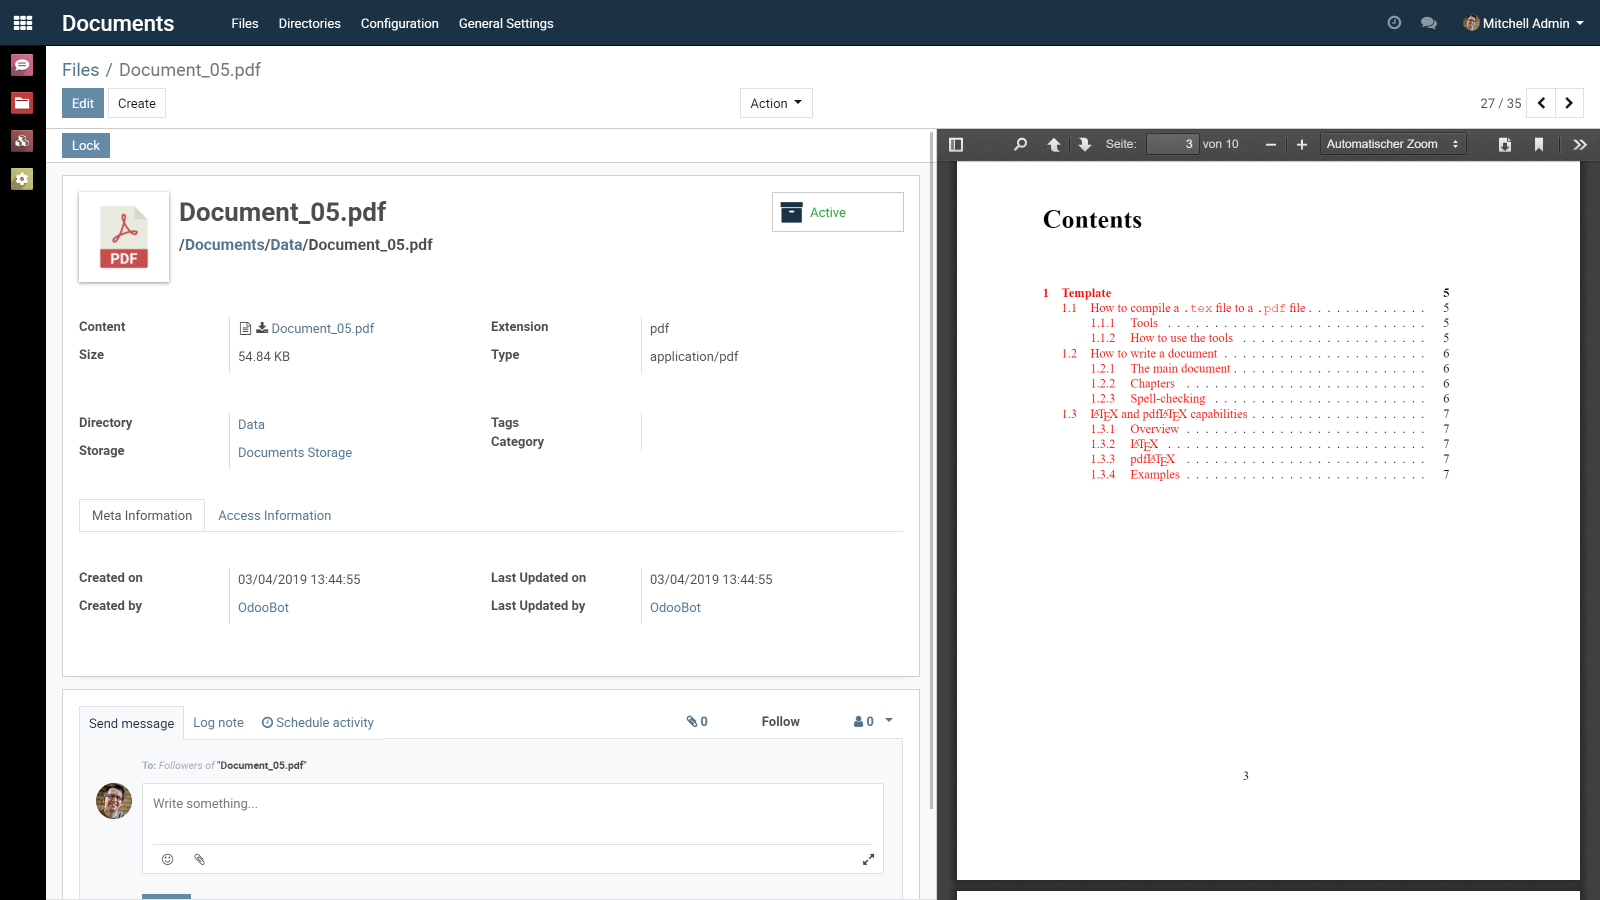 Documents Files Directories Configuration General Settings Mitchell Admin
Files / Document_05.pdf
Edit Create Action 27 / 35
Lock
Seite: 3 von 10 Automatischer Zoom
PDF
Document_05.pdf
/Documents/Data/Document_05.pdf
Active
Content Document_05.pdf Extension pdf
Size 54.84 KB Type application/pdf
Directory Data Tags
Storage Documents Storage Category
Meta Information Access Information
Created on 03/04/2019 13:44:55 Last Updated on 03/04/2019 13:44:55
Created by OdooBot Last Updated by OdooBot
Send message Log note Schedule activity 0 Follow 0
To: Followers of "Document_05.pdf"
Write something...
Contents
1 Template 5
1.1 How to compile a .tex file to a .pdf file . . . . . . . . . . . . . 5
1.1.1 Tools . . . . . . . . . . . . . . . . . . . . . . . . . . . 5
1.1.2 How to use the tools . . . . . . . . . . . . . . . . . . . 5
1.2 How to write a document . . . . . . . . . . . . . . . . . . . . . 6
1.2.1 The main document . . . . . . . . . . . . . . . . . . . . 6
1.2.2 Chapters . . . . . . . . . . . . . . . . . . . . . . . . . 6
1.2.3 Spell-checking . . . . . . . . . . . . . . . . . . . . . . 6
1.3 LATEX and pdfLATEX capabilities . . . . . . . . . . . . . . . . . . 7
1.3.1 Overview . . . . . . . . . . . . . . . . . . . . . . . . . 7
1.3.2 LATEX . . . . . . . . . . . . . . . . . . . . . . . . . . . 7
1.3.3 pdfLATEX . . . . . . . . . . . . . . . . . . . . . . . . . 7
1.3.4 Examples . . . . . . . . . . . . . . . . . . . . . . . . . 7
3